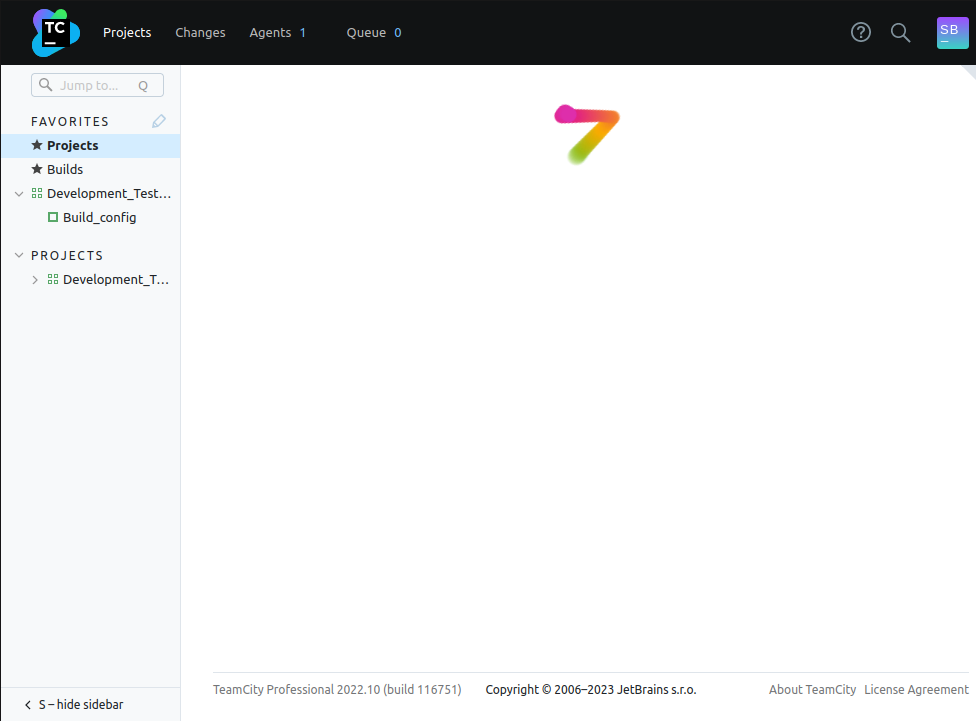 TC
Projects Changes Agents 1 Queue 0
SB
Jump to... Q
FAVORITES
Projects
Builds
Development_Test...
Build_config
PROJECTS
Development_T...
TeamCity Professional 2022.10 (build 116751) Copyright © 2006–2023 JetBrains s.r.o. About TeamCity License Agreement
S – hide sidebar